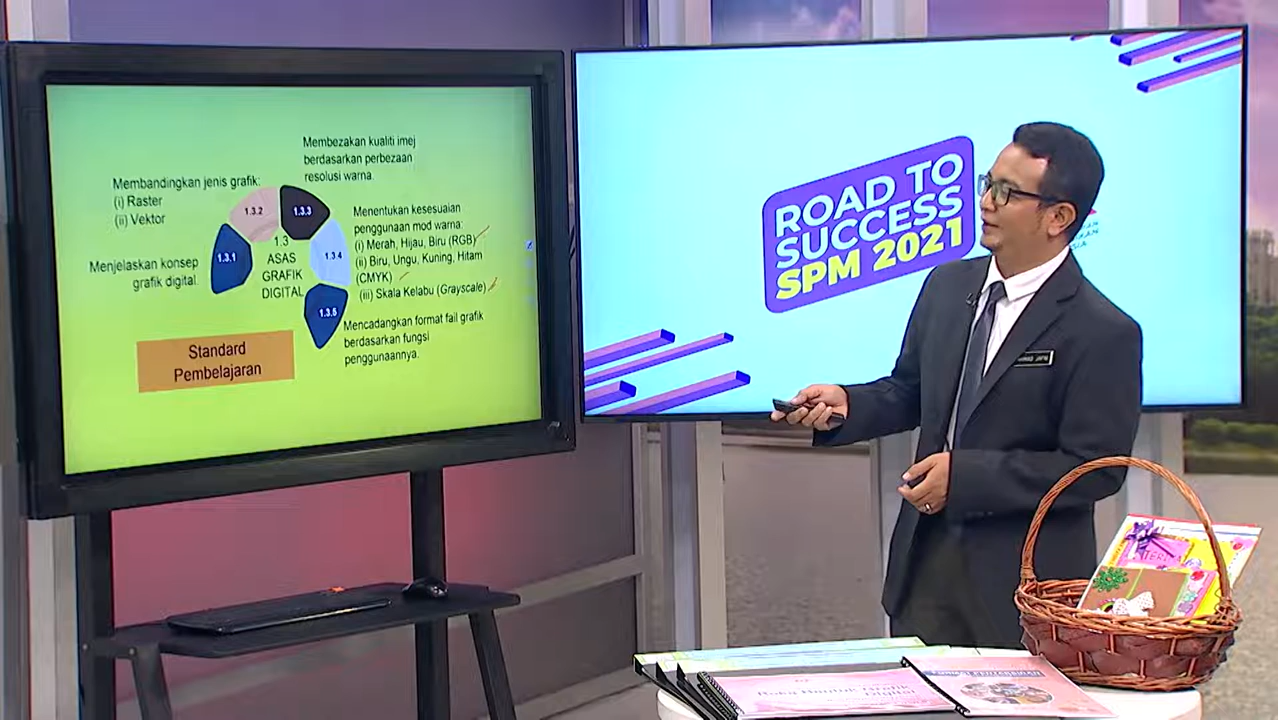 Membezakan kualiti imej
berdasarkan perbezaan
resolusi warna.
Membandingkan jenis grafik:
(i) Raster
(ii) Vektor
1.3.2
1.3.3
Menentukan kesesuaian
penggunaan mod warna:
(i) Merah, Hijau, Biru (RGB)
(ii) Biru, Ungu, Kuning, Hitam
(CMYK)
(iii) Skala Kelabu (Grayscale)
1.3.1
1.3.4
1.3
ASAS
GRAFIK
DIGITAL
Menjelaskan konsep
grafik digital.
1.3.5
Mencadangkan format fail grafik
berdasarkan fungsi
penggunaannya.
Standard
Pembelajaran
ROAD TO
SUCCESS
SPM 2021
Digital